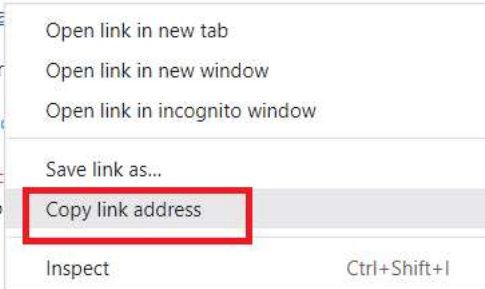 Open link in new tab
Open link in new window
Open link in incognito window
Save link as...
Copy link address
Inspect Ctrl+Shift+I